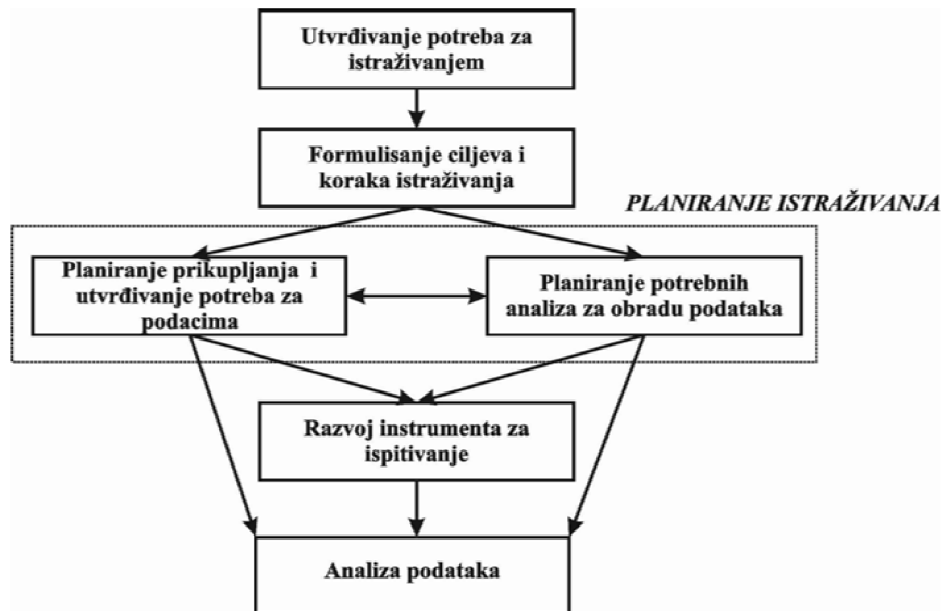 Utvrđivanje potreba za
istraživanjem
Formulisanje ciljeva i
koraka istraživanja
PLANIRANJE ISTRAŽIVANJA
Planiranje prikupljanja i
utvrđivanje potreba za
podacima
Planiranje potrebnih
analiza za obradu podataka
Razvoj instrumenta za
ispitivanje
Analiza podataka